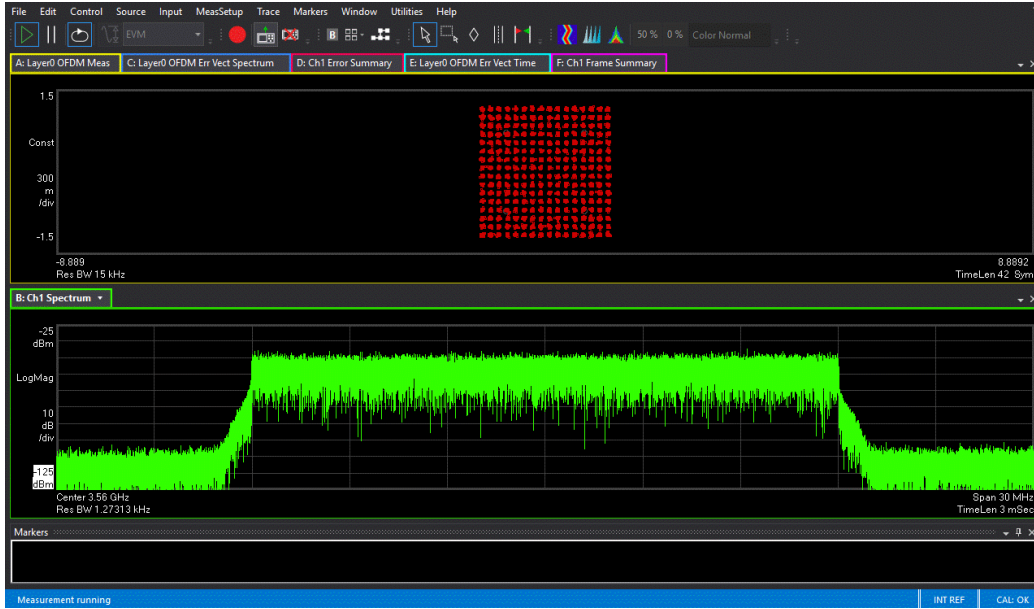 File Edit Control Source Input MeasSetup Trace Markers Window Utilities Help
EVM B 50 % 0 % Color Normal
A: Layer0 OFDM Meas C: Layer0 OFDM Err Vect Spectrum D: Ch1 Error Summary E: Layer0 OFDM Err Vect Time F: Ch1 Frame Summary
1.5
Const
300
m
/div
-1.5
-8.889 8.8892
Res BW 15 kHz TimeLen 42 Sym
B: Ch1 Spectrum
-25
dBm
LogMag
10
dB
/div
-125
dBm
Center 3.56 GHz Span 30 MHz
Res BW 1.27313 kHz TimeLen 3 mSec
Markers
Measurement running INT REF CAL: OK